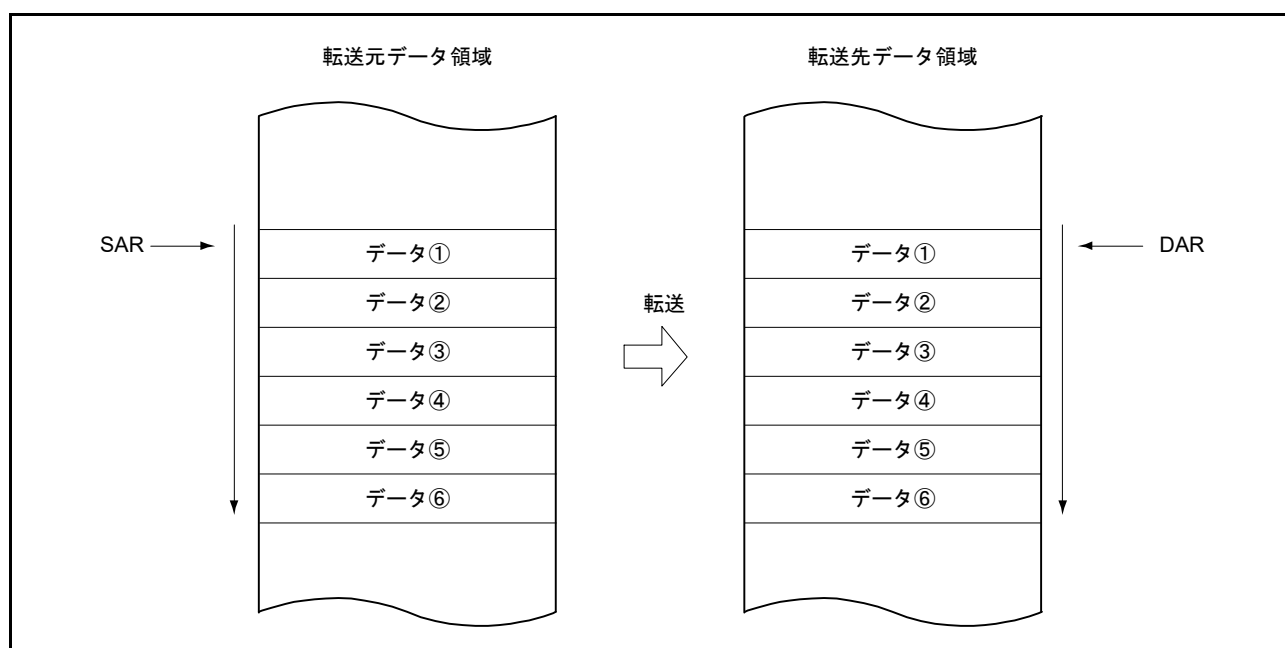 転送元データ領域
転送先データ領域
SAR
DAR
データ①
データ①
データ②
データ②
転送
データ③
データ③
データ④
データ④
データ⑤
データ⑤
データ⑥
データ⑥